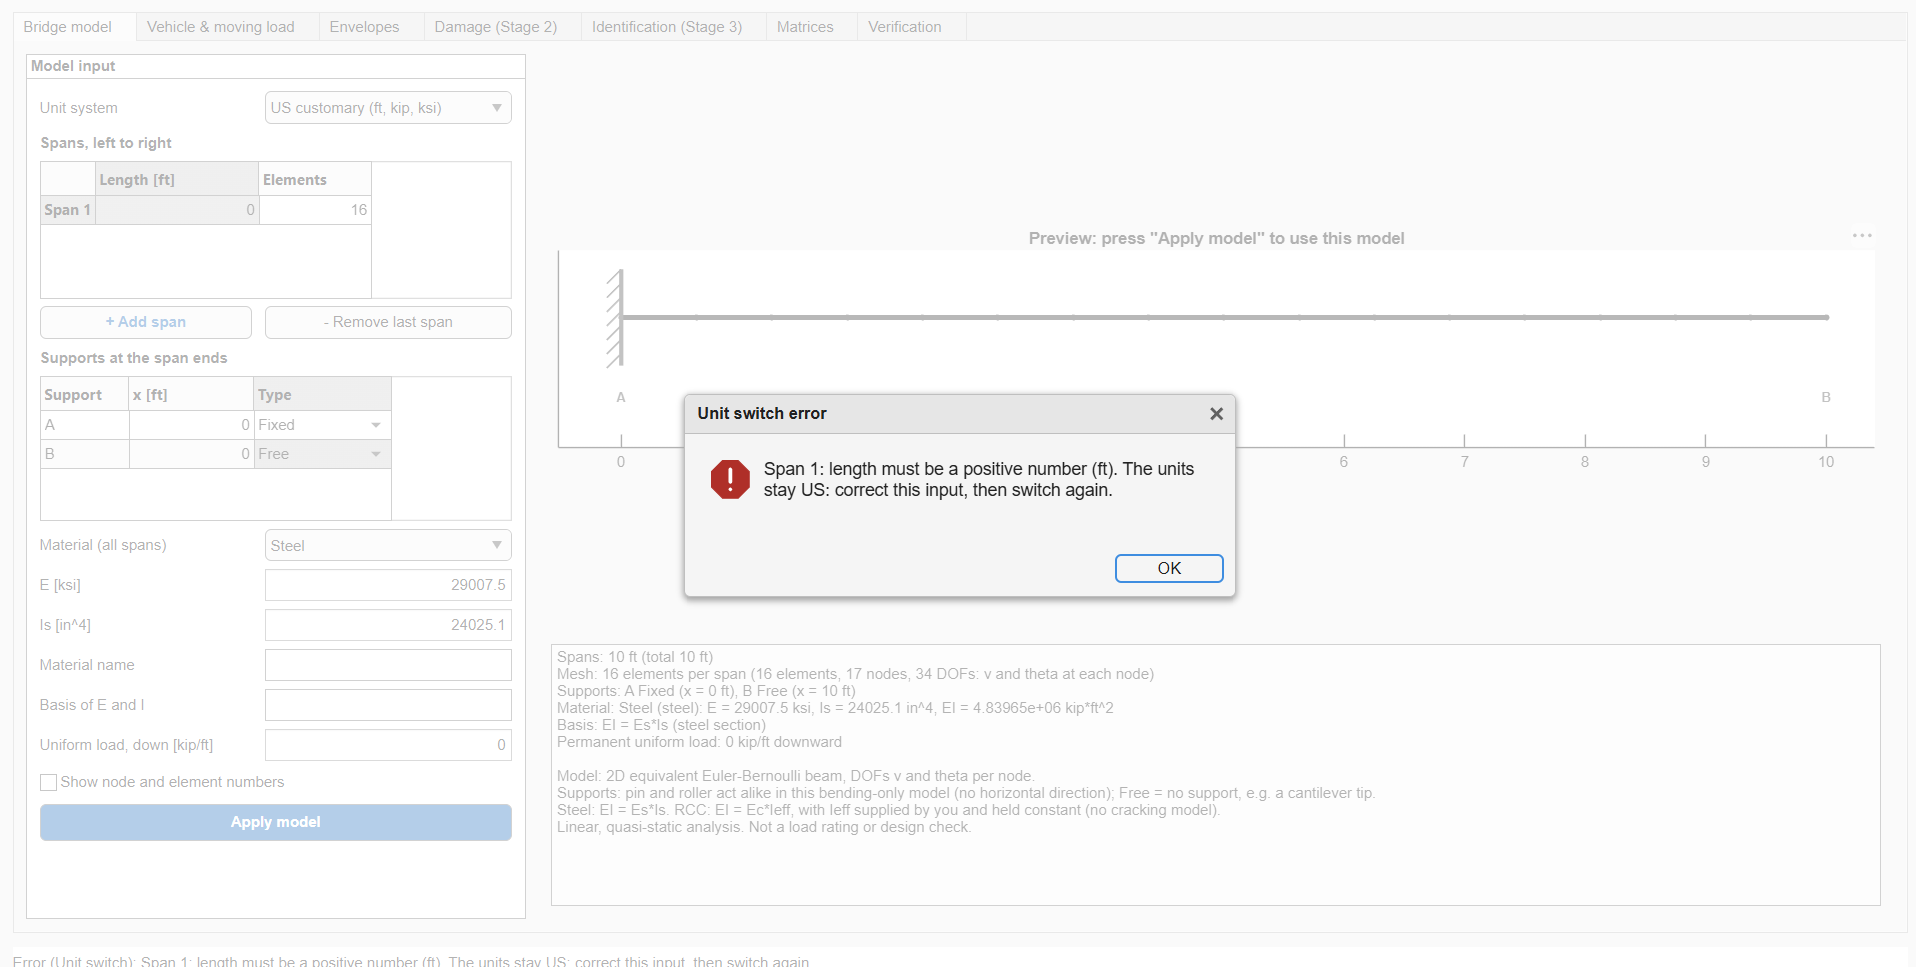 Bridge model
Vehicle & moving load
Envelopes
Damage (Stage 2)
Identification (Stage 3)
Matrices
Verification
Model input
Unit system
US customary (ft, kip, ksi)
Spans, left to right
Length [ft]
Elements
Span 1
0
16
+ Add span
- Remove last span
Supports at the span ends
Support
x [ft]
Type
A
0
Fixed
B
0
Free
Material (all spans)
Steel
E [ksi]
29007.5
Is [in^4]
24025.1
Material name
Basis of E and I
Uniform load, down [kip/ft]
0
Show node and element numbers
Apply model
Preview: press "Apply model" to use this model
A
B
0
6
7
8
9
10
Unit switch error
Span 1: length must be a positive number (ft). The units
stay US: correct this input, then switch again.
OK
Spans: 10 ft (total 10 ft)
Mesh: 16 elements per span (16 elements, 17 nodes, 34 DOFs: v and theta at each node)
Supports: A Fixed (x = 0 ft), B Free (x = 10 ft)
Material: Steel (steel): E = 29007.5 ksi, Is = 24025.1 in^4, EI = 4.83965e+06 kip*ft^2
Basis: EI = Es*Is (steel section)
Permanent uniform load: 0 kip/ft downward
Model: 2D equivalent Euler-Bernoulli beam, DOFs v and theta per node.
Supports: pin and roller act alike in this bending-only model (no horizontal direction); Free = no support, e.g. a cantilever tip.
Steel: EI = Es*Is. RCC: EI = Ec*Ieff, with Ieff supplied by you and held constant (no cracking model).
Linear, quasi-static analysis. Not a load rating or design check.
Error (Unit switch): Span 1: length must be a positive number (ft). The units stay US: correct this input, then switch again.